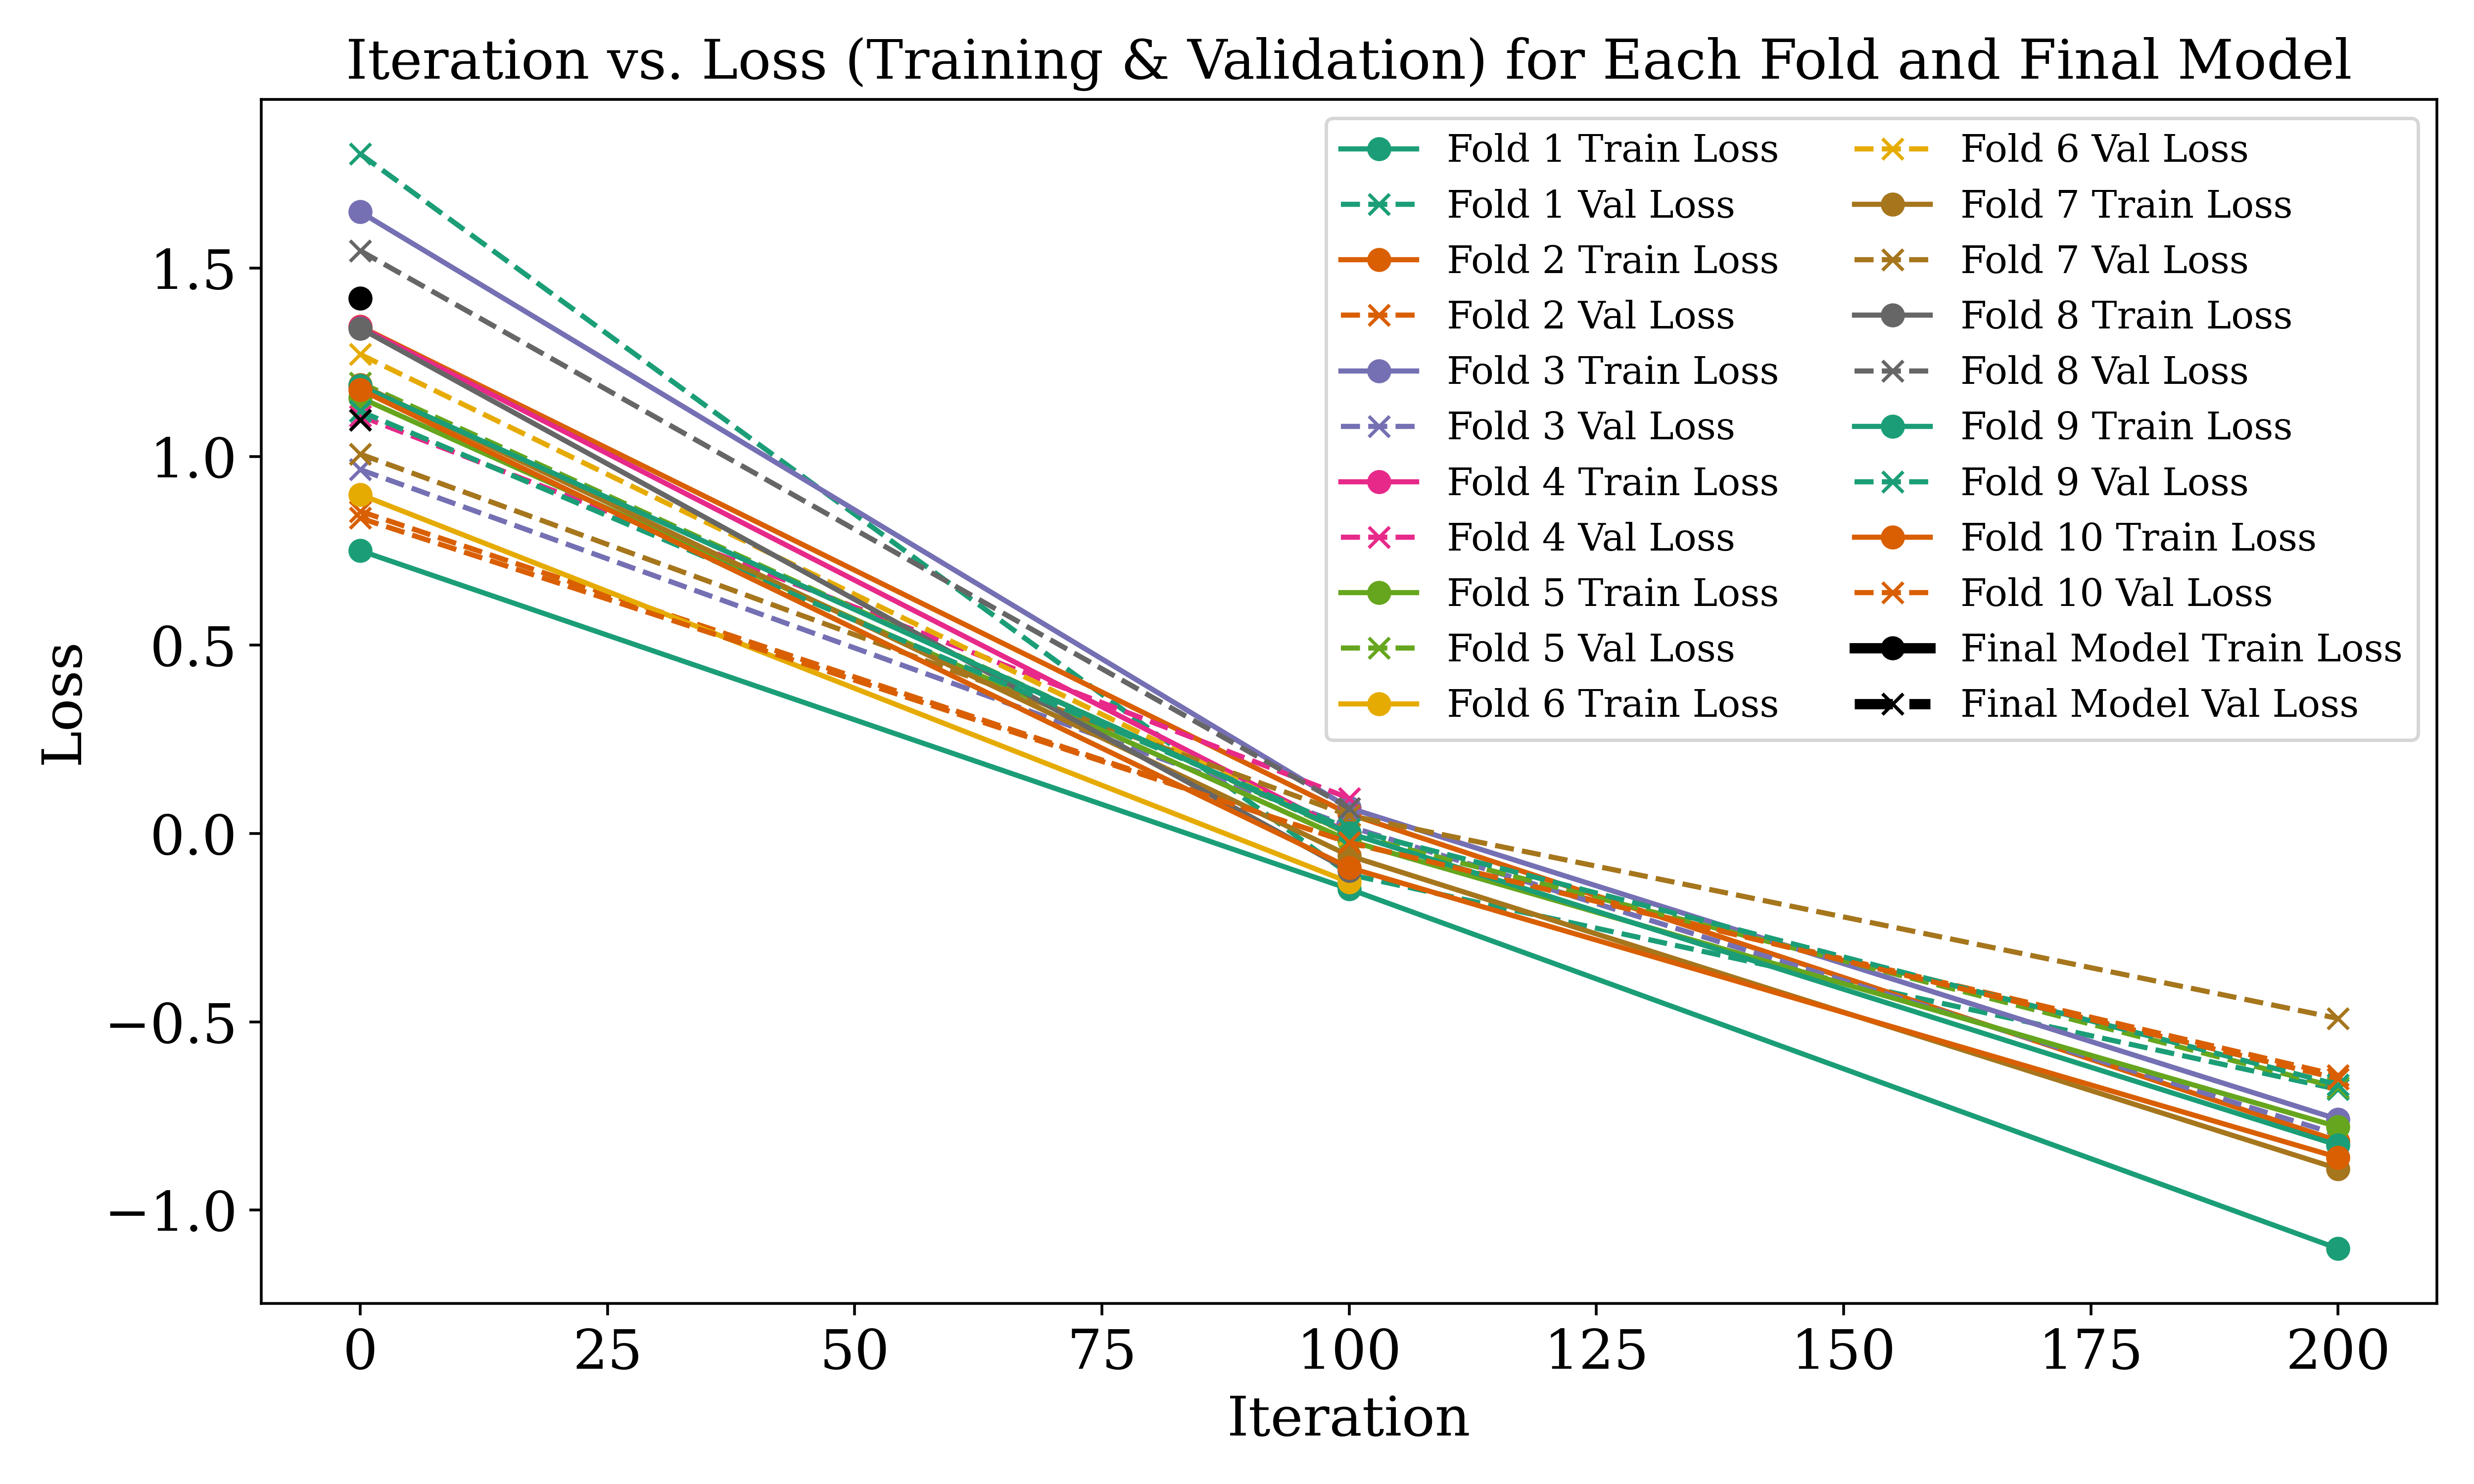 Iteration vs. Loss (Training & Validation) for Each Fold and Final Model
Fold 1 Train Loss
Fold 1 Val Loss
Fold 2 Train Loss
Fold 2 Val Loss
Fold 3 Train Loss
Fold 3 Val Loss
Fold 4 Train Loss
Fold 4 Val Loss
Fold 5 Train Loss
Fold 5 Val Loss
Fold 6 Train Loss
Fold 6 Val Loss
Fold 7 Train Loss
Fold 7 Val Loss
Fold 8 Train Loss
Fold 8 Val Loss
Fold 9 Train Loss
Fold 9 Val Loss
Fold 10 Train Loss
Fold 10 Val Loss
Final Model Train Loss
Final Model Val Loss
Loss
1.5
1.0
0.5
0.0
−0.5
−1.0
0 25 50 75 100 125 150 175 200
Iteration